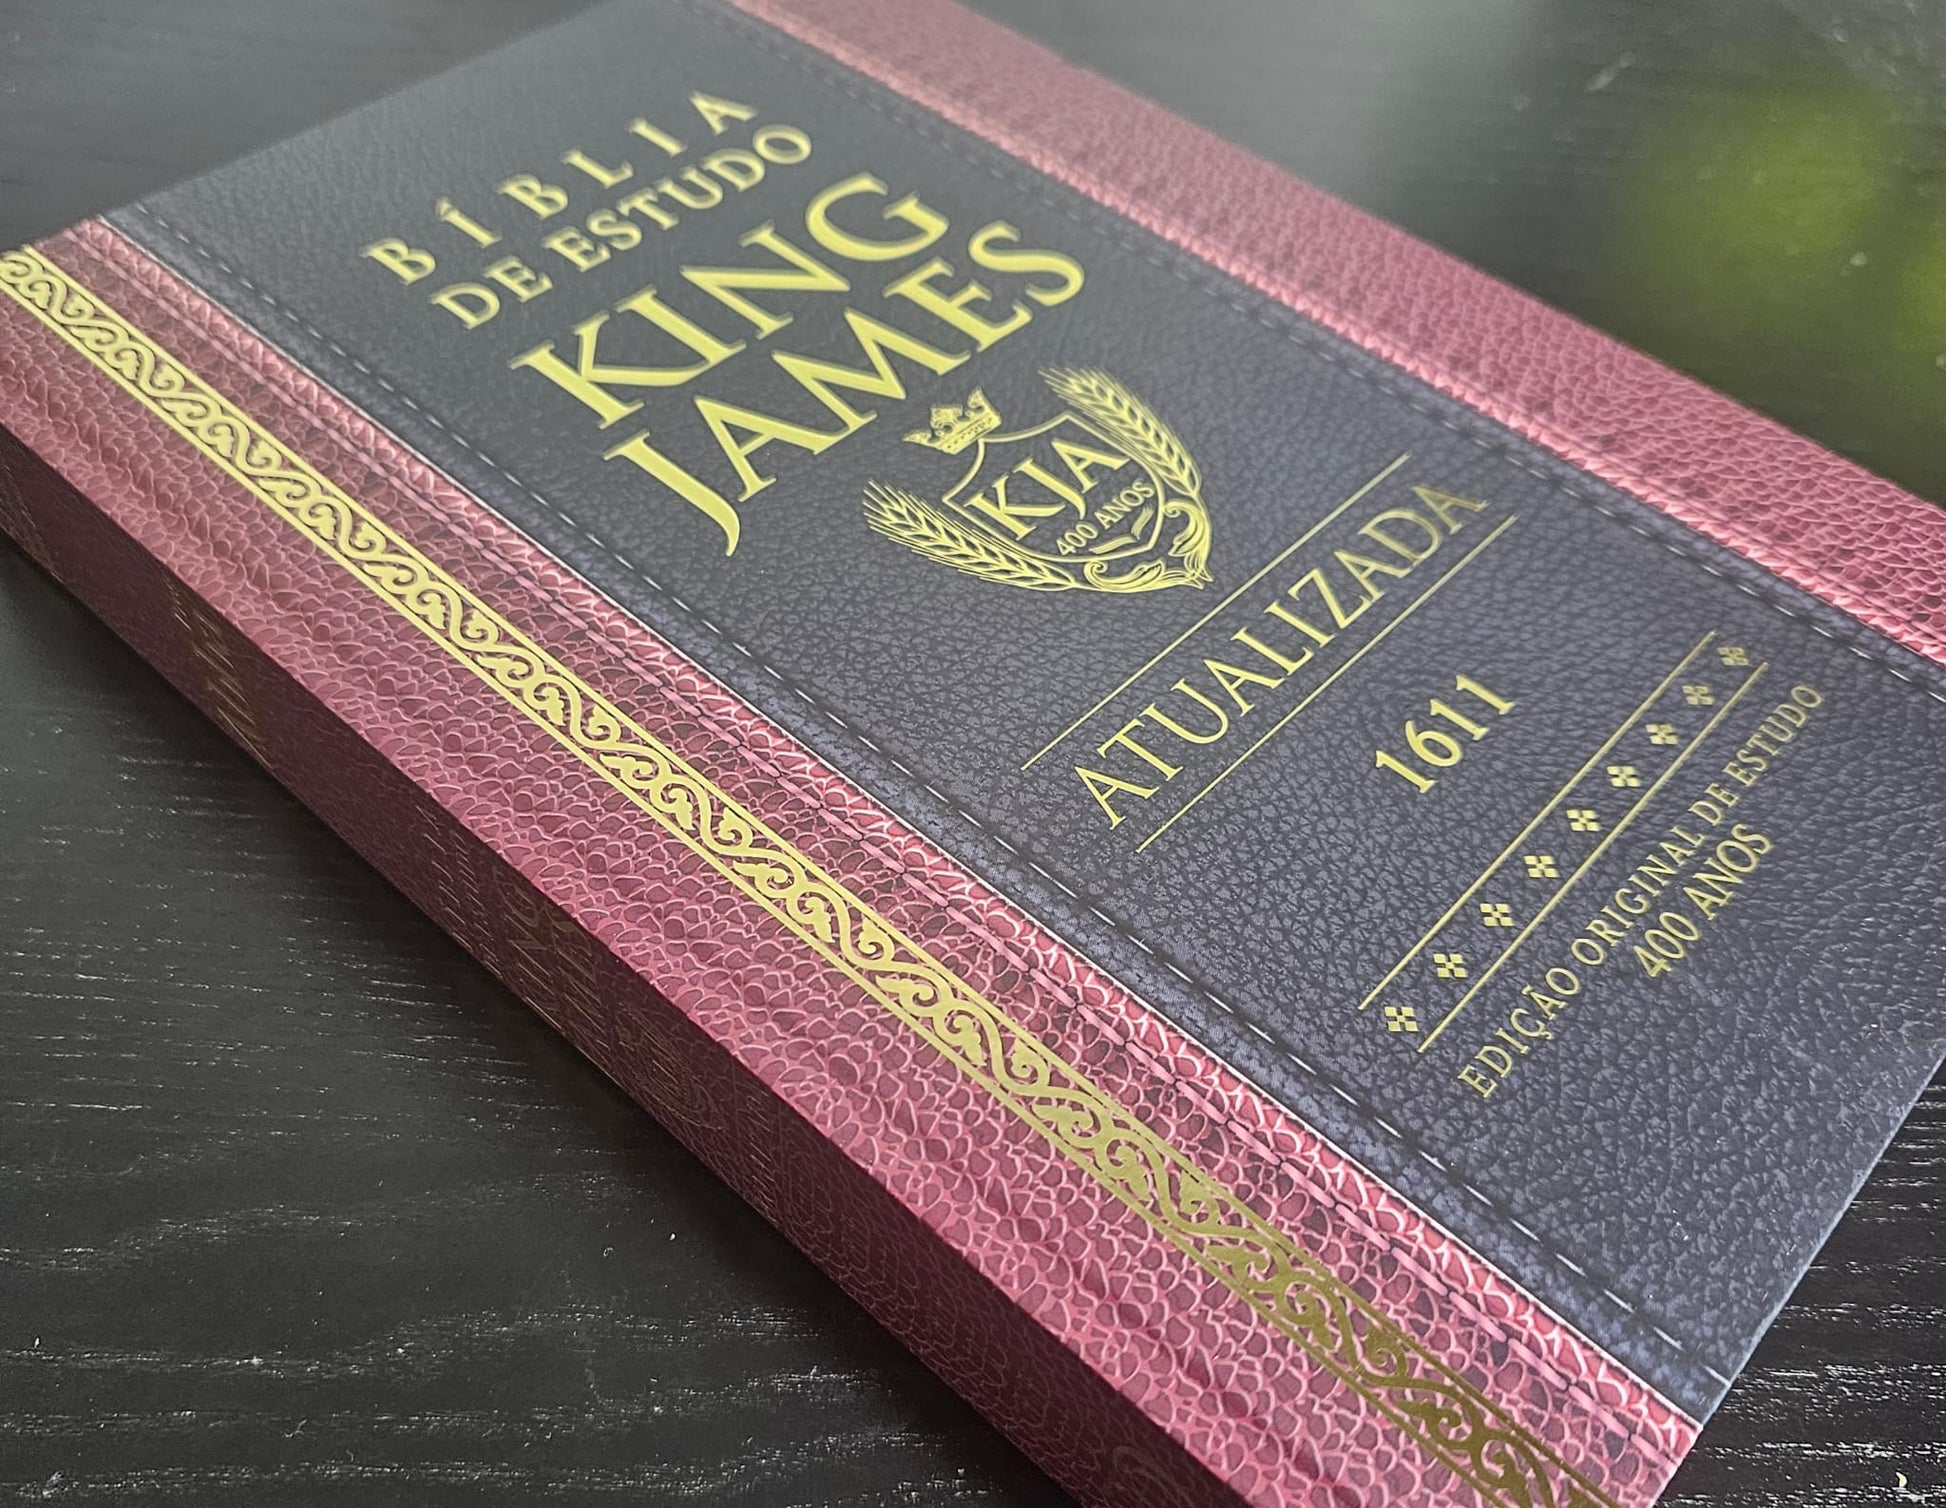 BÍBLIA
DE ESTUDO
KING
JAMES
KJA
400 ANOS
ATUALIZADA
1611
EDIÇÃO ORIGINAL DE ESTUDO
400 ANOS